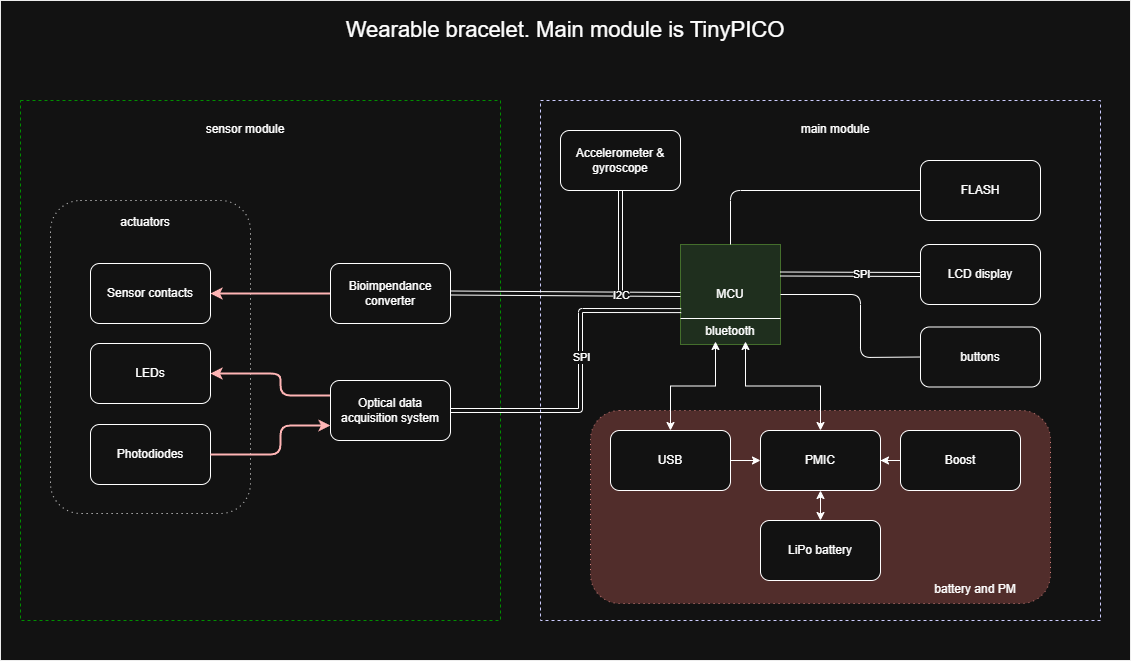 Wearable bracelet. Main module is TinyPICO
sensor module
main module
Accelerometer &
gyroscope
FLASH
actuators
Sensor contacts
Bioimpendance
converter
I2C
MCU
SPI
LCD display
bluetooth
SPI
buttons
LEDs
Optical data
acquisition system
Photodiodes
USB
PMIC
Boost
LiPo battery
battery and PM